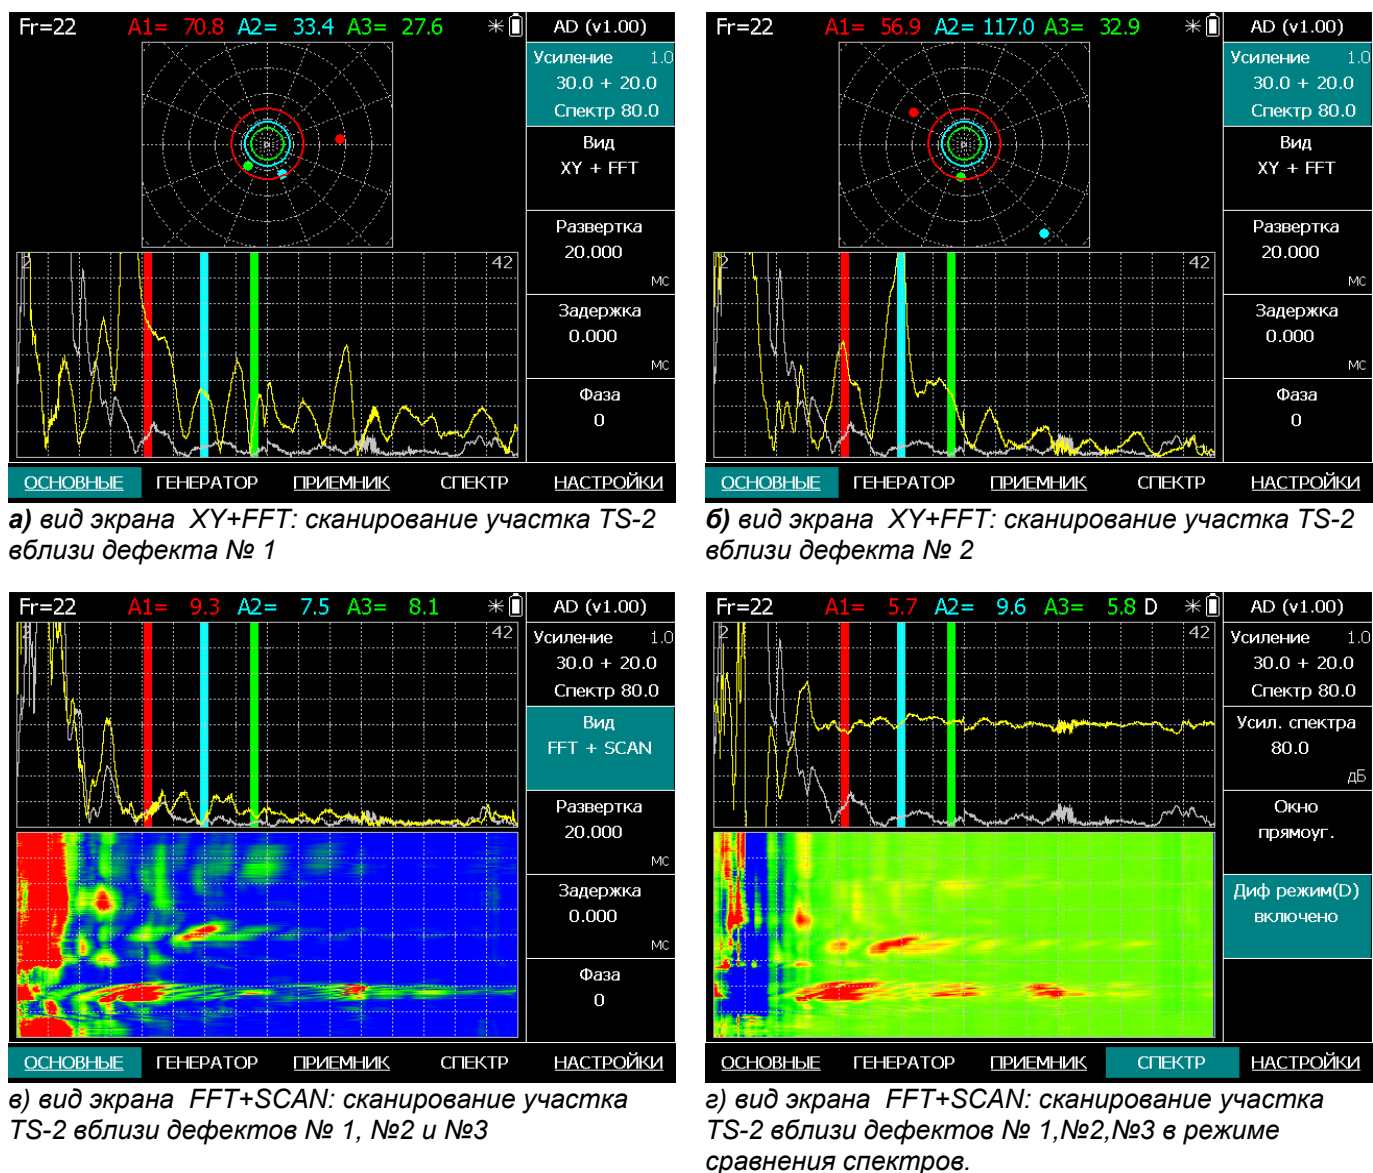 Fr=22 A1= 70.8 A2= 33.4 A3= 27.6
AD (v1.00)
Усиление 1.0
30.0 + 20.0
Спектр 80.0
Вид
XY + FFT
Развертка
20.000
мс
Задержка
0.000
мс
Фаза
0
2 42
ОСНОВНЫЕ ГЕНЕРАТОР ПРИЕМНИК СПЕКТР НАСТРОЙКИ
а) вид экрана XY+FFT: сканирование участка TS-2
вблизи дефекта № 1
Fr=22 A1= 56.9 A2= 117.0 A3= 32.9
AD (v1.00)
Усиление 1.0
30.0 + 20.0
Спектр 80.0
Вид
XY + FFT
Развертка
20.000
мс
Задержка
0.000
мс
Фаза
0
2 42
ОСНОВНЫЕ ГЕНЕРАТОР ПРИЕМНИК СПЕКТР НАСТРОЙКИ
б) вид экрана XY+FFT: сканирование участка TS-2
вблизи дефекта № 2
Fr=22 A1= 9.3 A2= 7.5 A3= 8.1
AD (v1.00)
2 42
Усиление 1.0
30.0 + 20.0
Спектр 80.0
Вид
FFT + SCAN
Развертка
20.000
мс
Задержка
0.000
мс
Фаза
0
ОСНОВНЫЕ ГЕНЕРАТОР ПРИЕМНИК СПЕКТР НАСТРОЙКИ
в) вид экрана FFT+SCAN: сканирование участка
TS-2 вблизи дефектов № 1, №2 и №3
Fr=22 A1= 5.7 A2= 9.6 A3= 5.8 D
AD (v1.00)
2 42
Усиление 1.0
30.0 + 20.0
Спектр 80.0
Усил. спектра
80.0
дБ
Окно
прямоуг.
Диф режим(D)
включено
ОСНОВНЫЕ ГЕНЕРАТОР ПРИЕМНИК СПЕКТР НАСТРОЙКИ
г) вид экрана FFT+SCAN: сканирование участка
TS-2 вблизи дефектов № 1,№2,№3 в режиме
сравнения спектров.